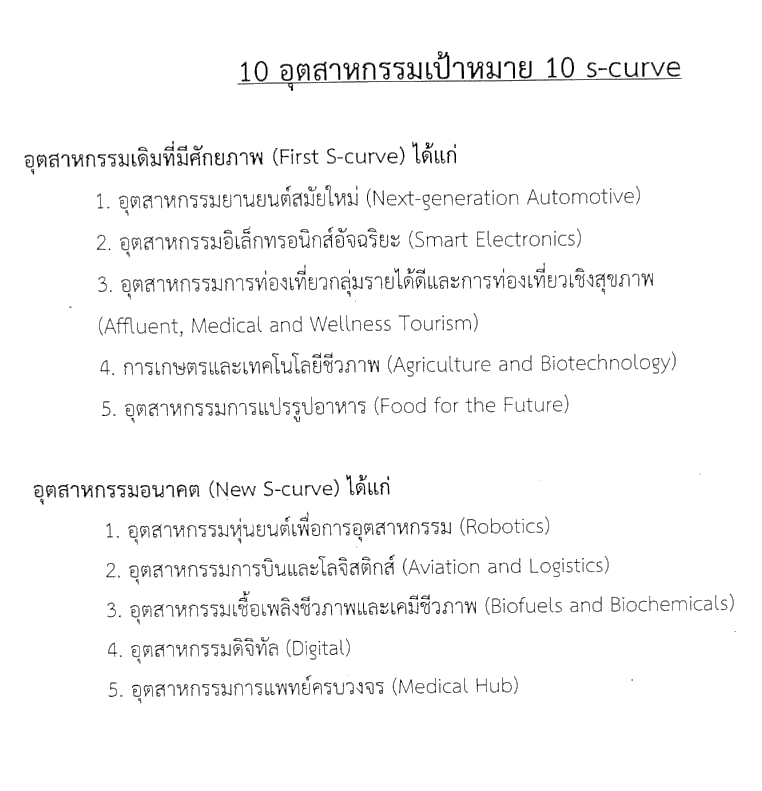 10 อุตสาหกรรมเป้าหมาย 10 s-curve
อุตสาหกรรมเดิมที่มีศักยภาพ (First S-curve) ได้แก่
1. อุตสาหกรรมยานยนต์สมัยใหม่ (Next-generation Automotive)
2. อุตสาหกรรมอิเล็กทรอนิกส์อัจฉริยะ (Smart Electronics)
3. อุตสาหกรรมการท่องเที่ยวกลุ่มรายได้ดีและการท่องเที่ยวเชิงสุขภาพ
(Affluent, Medical and Wellness Tourism)
4. การเกษตรและเทคโนโลยีชีวภาพ (Agriculture and Biotechnology)
5. อุตสาหกรรมการแปรรูปอาหาร (Food for the Future)
อุตสาหกรรมอนาคต (New S-curve) ได้แก่
1. อุตสาหกรรมหุ่นยนต์เพื่อการอุตสาหกรรม (Robotics)
2. อุตสาหกรรมการบินและโลจิสติกส์ (Aviation and Logistics)
3. อุตสาหกรรมเชื้อเพลิงชีวภาพและเคมีชีวภาพ (Biofuels and Biochemicals)
4. อุตสาหกรรมดิจิทัล (Digital)
5. อุตสาหกรรมการแพทย์ครบวงจร (Medical Hub)